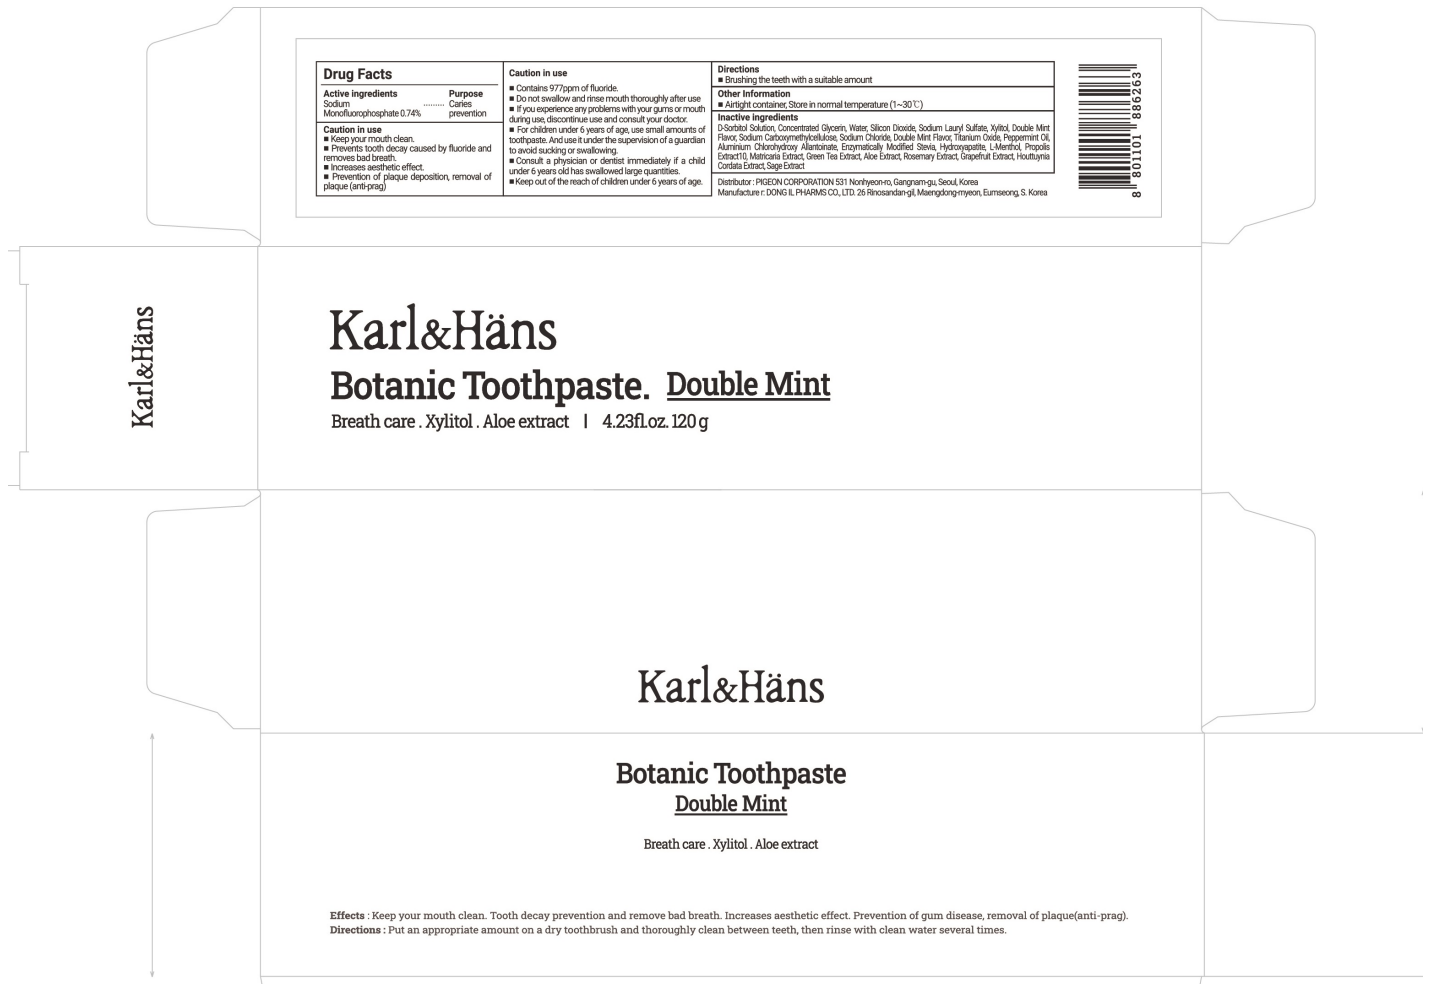 Drug Facts
Active ingredients Purpose
Sodium ......... Caries
Monofluorophosphate 0.74% prevention
Caution in use
■ Keep your mouth clean.
■ Prevents tooth decay caused by fluoride and
removes bad breath.
■ Increases aesthetic effect.
■ Prevention of plaque deposition, removal of
plaque (anti-prag)
Caution in use
■ Contains 977ppm of fluoride.
■ Do not swallow and rinse mouth thoroughly after use
■ If you experience any problems with your gums or mouth
during use, discontinue use and consult your doctor.
■ For children under 6 years of age, use small amounts of
toothpaste. And use it under the supervision of a guardian
to avoid sucking or swallowing.
■ Consult a physician or dentist immediately if a child
under 6 years old has swallowed large quantities.
■ Keep out of the reach of children under 6 years of age.
Directions
■ Brushing the teeth with a suitable amount
Other Information
■ Airtight container, Store in normal temperature (1~30℃)
Inactive ingredients
D-Sorbitol Solution, Concentrated Glycerin, Water, Silicon Dioxide, Sodium Lauryl Sulfate, Xylitol, Double Mint
Flavor, Sodium Carboxymethylcellulose, Sodium Chloride, Double Mint Flavor, Titanium Oxide, Peppermint Oil,
Aluminium Chlorohydroxy Allantoinate, Enzymatically Modified Stevia, Hydroxyapatite, L-Menthol, Propolis
Extract10, Matricaria Extract, Green Tea Extract, Aloe Extract, Rosemary Extract, Grapefruit Extract, Houttuynia
Cordata Extract, Sage Extract
Distributor : PIGEON CORPORATION 531 Nonhyeon-ro, Gangnam-gu, Seoul, Korea
Manufacture r: DONG IL PHARMS CO., LTD. 26 Rinosandan-gil, Maengdong-myeon, Eumseong, S. Korea
8 801101 886263
Karl&Häns
Karl&Häns
Botanic Toothpaste. Double Mint
Breath care . Xylitol . Aloe extract | 4.23fl.oz. 120 g
Karl&Häns
Botanic Toothpaste
Double Mint
Breath care . Xylitol . Aloe extract
Effects : Keep your mouth clean. Tooth decay prevention and remove bad breath. Increases aesthetic effect. Prevention of gum disease, removal of plaque(anti-prag).
Directions : Put an appropriate amount on a dry toothbrush and thoroughly clean between teeth, then rinse with clean water several times.